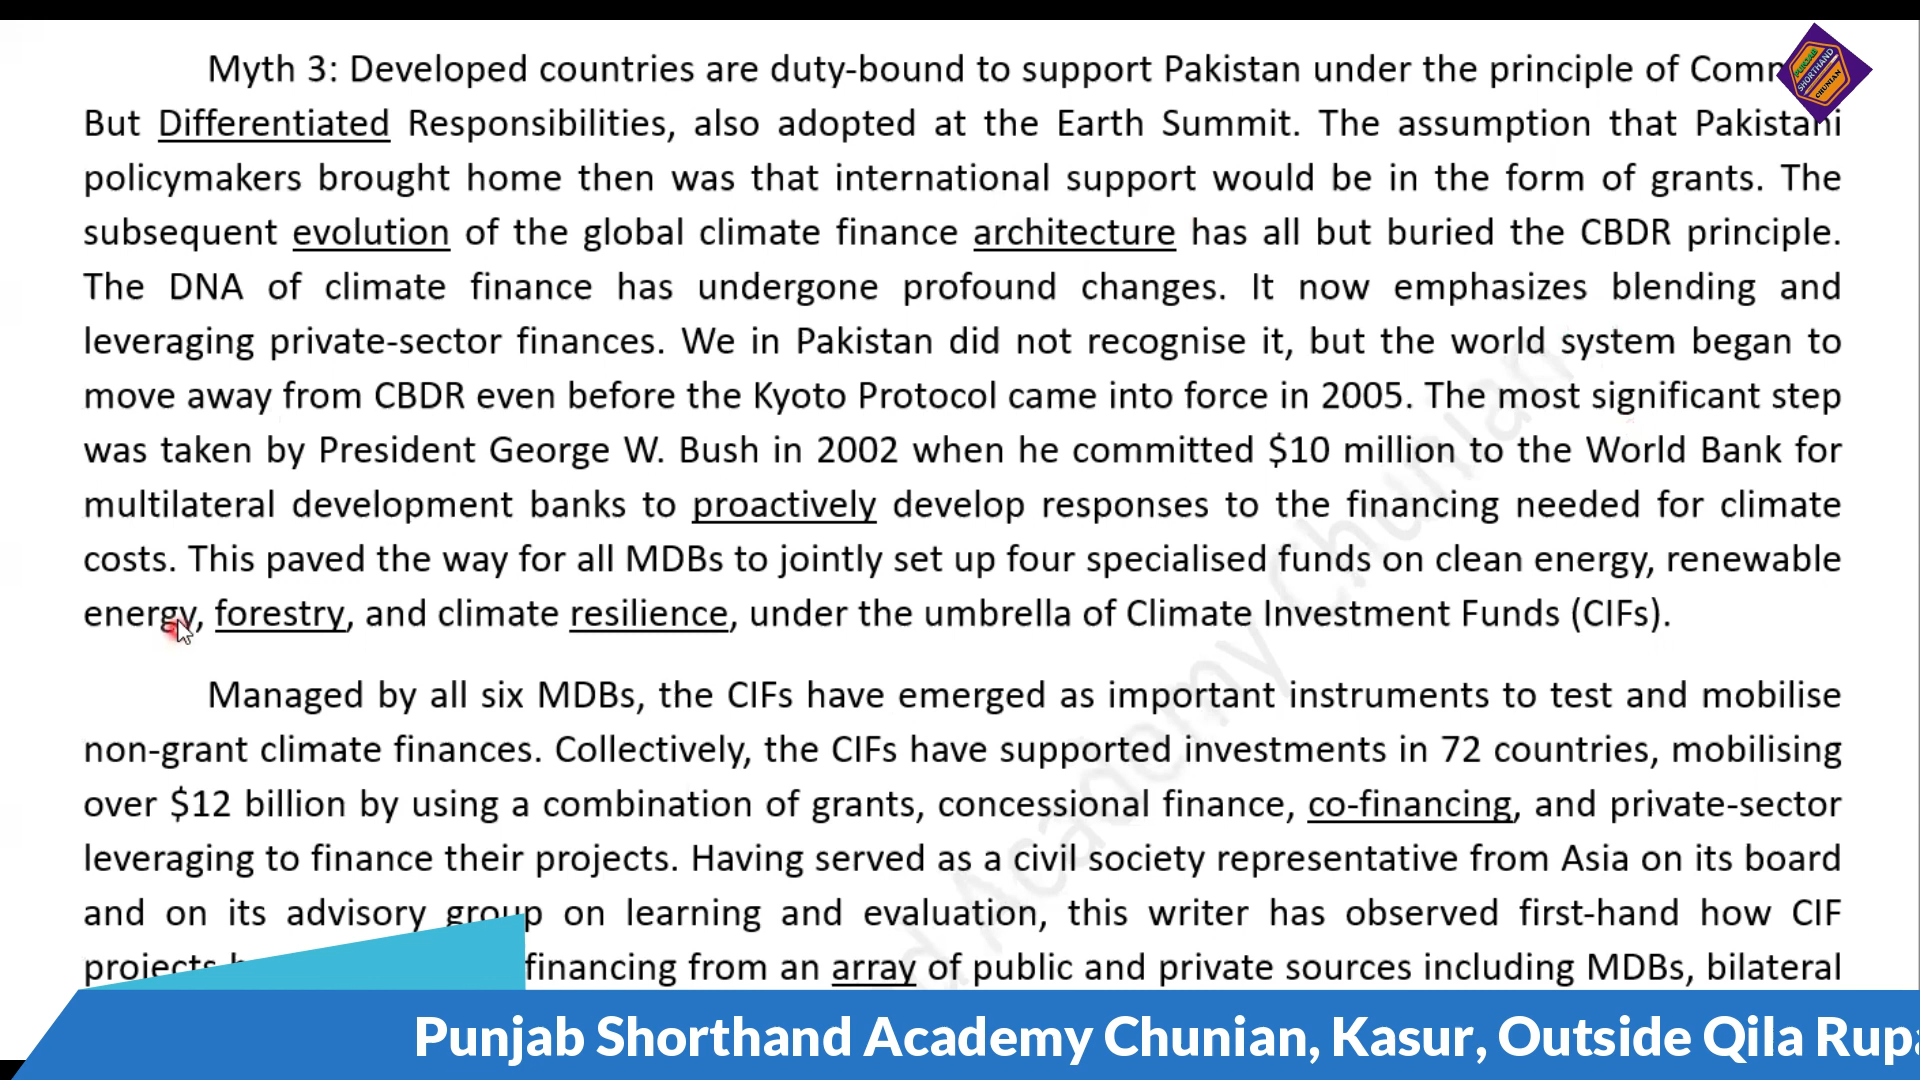 Myth 3: Developed countries are duty-bound to support Pakistan under the principle of
But Differentiated Responsibilities, also adopted at the Earth Summit. The assumption that Pakistani
policymakers brought home then was that international support would be in the form of grants. The
subsequent evolution of the global climate finance architecture has all but buried the CBDR principle.
The DNA of climate finance has undergone profound changes. It now emphasizes blending and
leveraging private-sector finances. We in Pakistan did not recognise it, but the world system began to
move away from CBDR even before the Kyoto Protocol came into force in 2005. The most significant step
was taken by President George W. Bush in 2002 when he committed $10 million to the World Bank for
multilateral development banks to proactively develop responses to the financing needed for climate
costs. This paved the way for all MDBs to jointly set up four specialised funds on clean energy, renewable
energy, forestry, and climate resilience, under the umbrella of Climate Investment Funds (CIFs).
Managed by all six MDBs, the CIFs have emerged as important instruments to test and mobilise
non-grant climate finances. Collectively, the CIFs have supported investments in 72 countries, mobilising
over $12 billion by using a combination of grants, concessional finance, co-financing, and private-sector
leveraging to finance their projects. Having served as a civil society representative from Asia on its board
and on its advisory group on learning and evaluation, this writer has observed first-hand how CIF
projects financing from an array of public and private sources including MDBs, bilateral
Punjab Shorthand Academy Chunian, Kasur, Outside Qila
PUNJAB
SHORTHAND
CHUNIAN
Academy Chunian